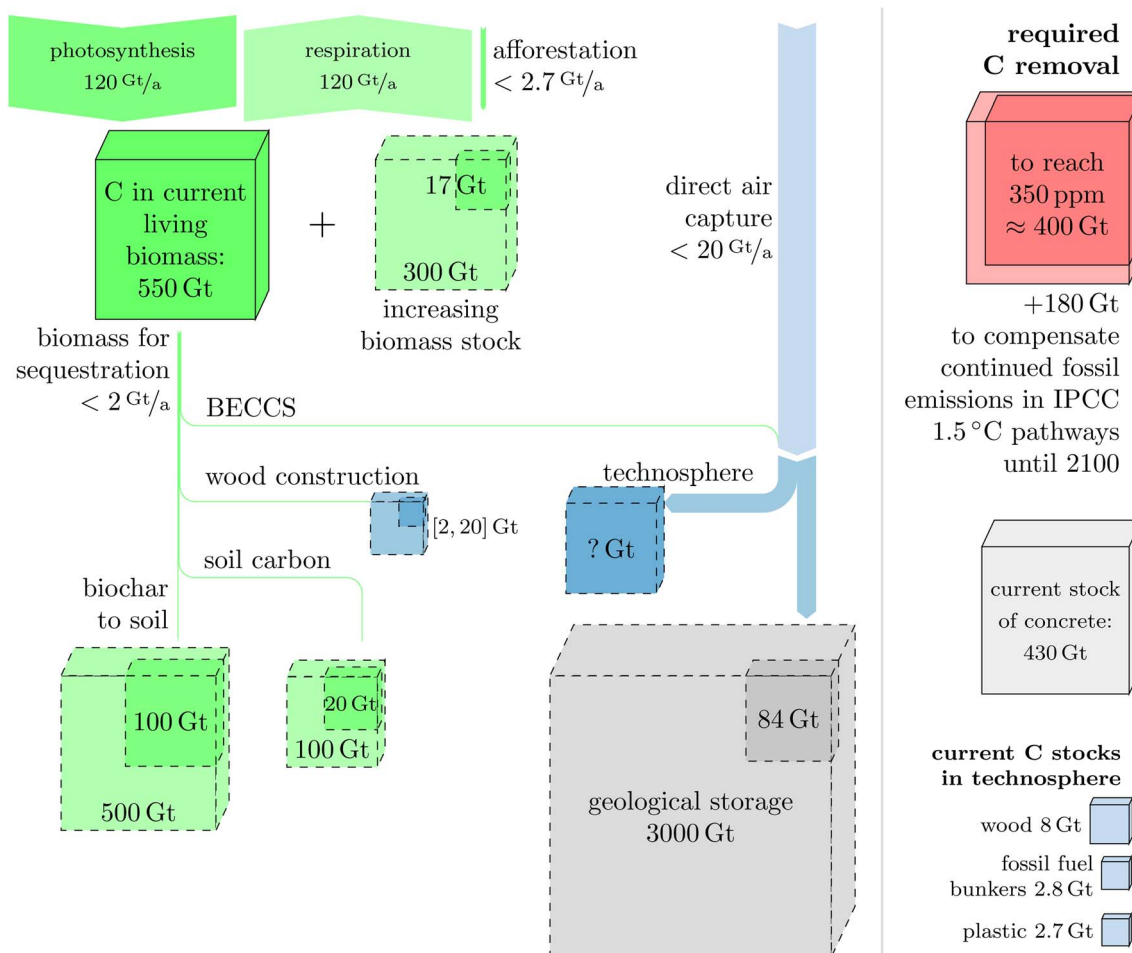 photosynthesis
120 Gt/a
respiration
120 Gt/a
afforestation
< 2.7 Gt/a
C in current
living
biomass:
550 Gt
+
17 Gt
300 Gt
increasing
biomass stock
direct air
capture
< 20 Gt/a
biomass for
sequestration
< 2 Gt/a
BECCS
wood construction
[2, 20] Gt
technosphere
? Gt
soil carbon
biochar
to soil
100 Gt
500 Gt
20 Gt
100 Gt
84 Gt
geological storage
3000 Gt
required
C removal
to reach
350 ppm
≈ 400 Gt
+180 Gt
to compensate
continued fossil
emissions in IPCC
1.5 °C pathways
until 2100
current stock
of concrete:
430 Gt
current C stocks
in technosphere
wood 8 Gt
fossil fuel
bunkers 2.8 Gt
plastic 2.7 Gt